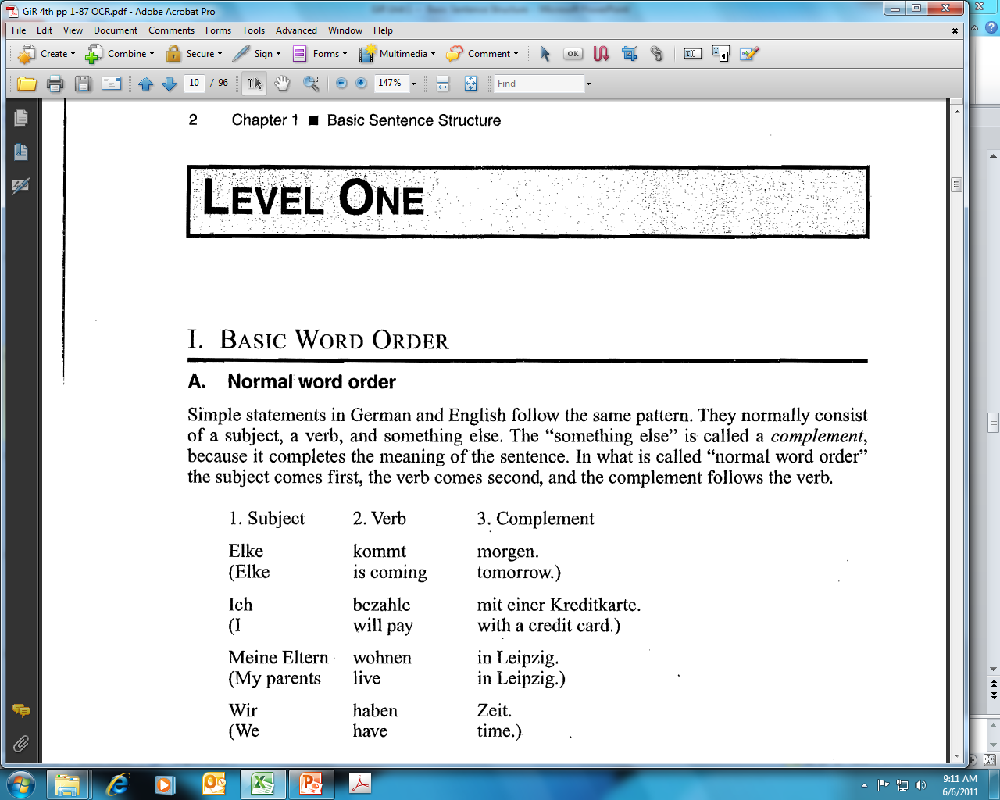 GiR 4th pp 1-87 OCR.pdf - Adobe Acrobat Pro
File Edit View Document Comments Forms Tools Advanced Window Help
Create Combine Secure Sign Forms Multimedia Comment OK
10 / 96 147% Find
2 Chapter 1 ■ Basic Sentence Structure
LEVEL ONE
I. BASIC WORD ORDER
A. Normal word order
Simple statements in German and English follow the same pattern. They normally consist
of a subject, a verb, and something else. The “something else” is called a complement,
because it completes the meaning of the sentence. In what is called “normal word order”
the subject comes first, the verb comes second, and the complement follows the verb.
1. Subject 2. Verb 3. Complement
Elke kommt morgen.
(Elke is coming tomorrow.)
Ich bezahle mit einer Kreditkarte.
(I will pay with a credit card.)
Meine Eltern wohnen in Leipzig.
(My parents live in Leipzig.)
Wir haben Zeit.
(We have time.)
9:11 AM
6/6/2011